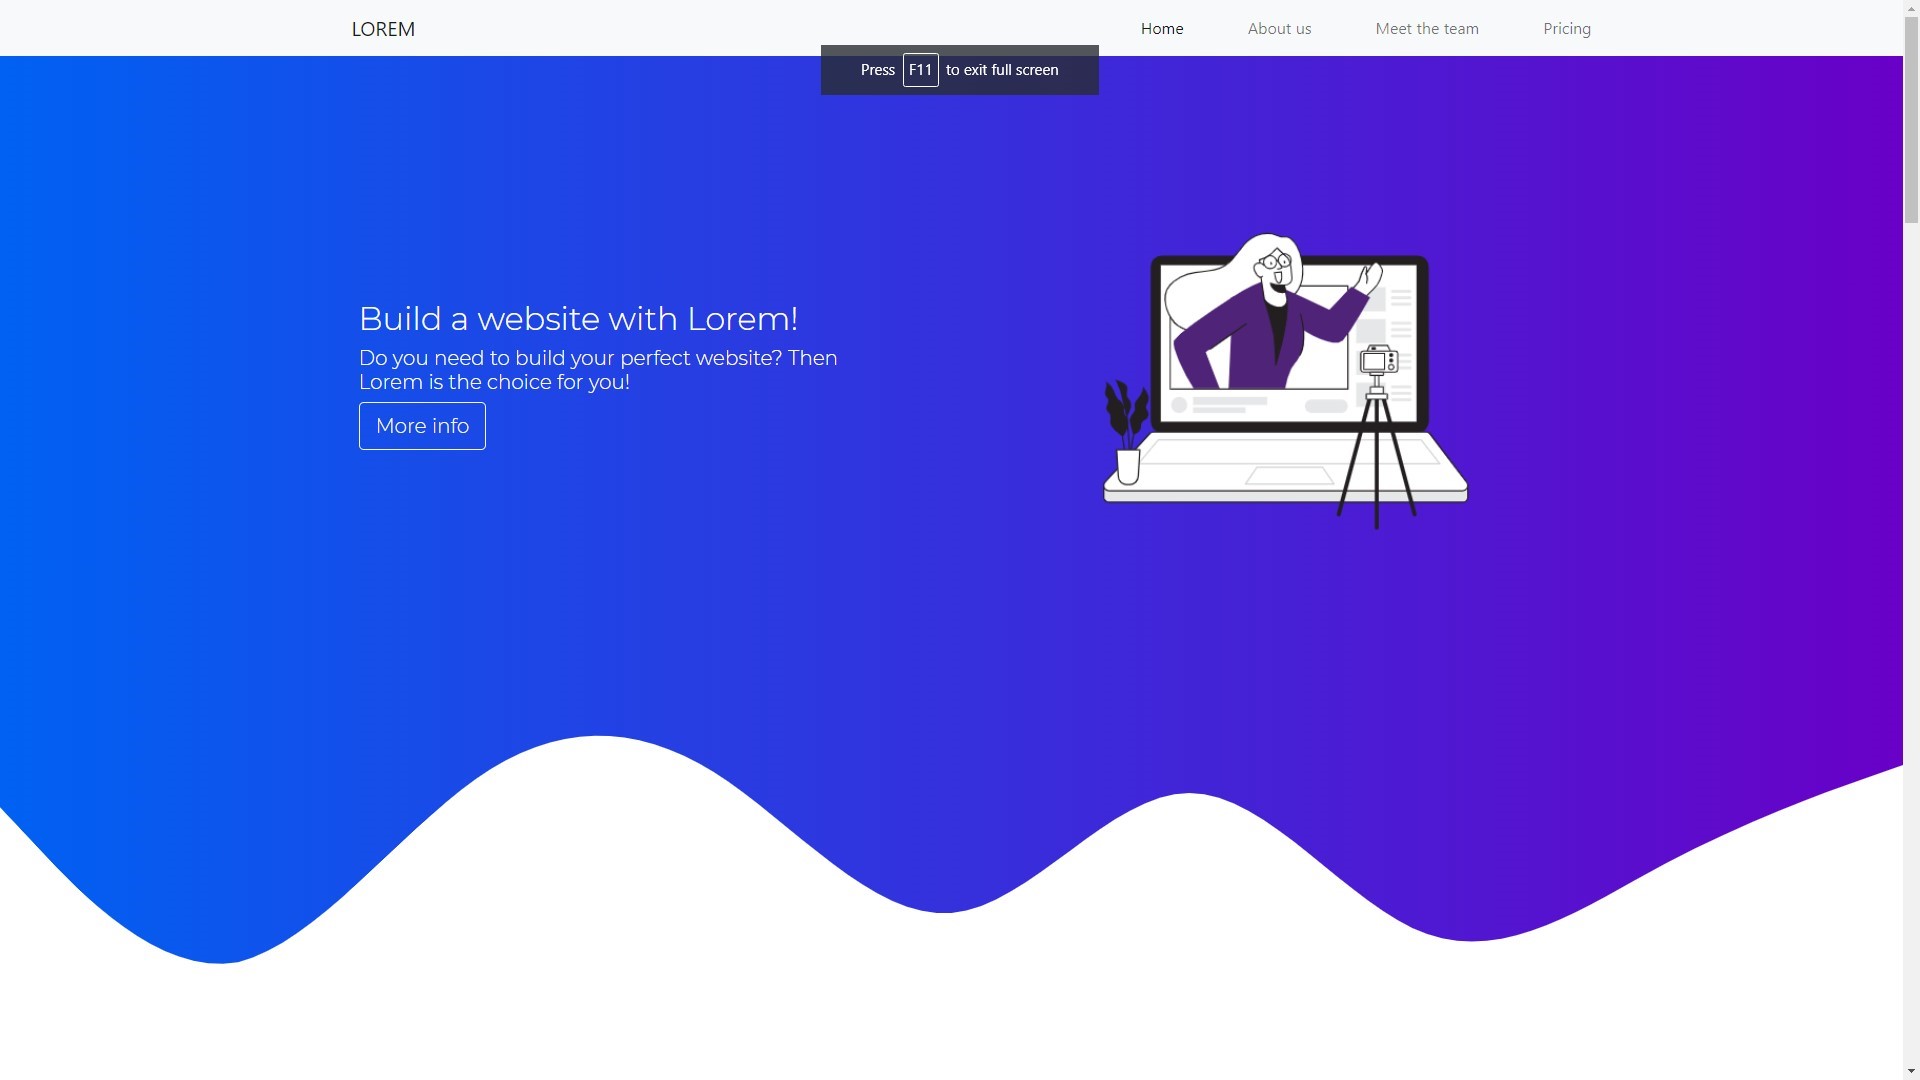 LOREM
Home
About us
Meet the team
Pricing
Press F11 to exit full screen
Build a website with Lorem!
Do you need to build your perfect website? Then
Lorem is the choice for you!
More info